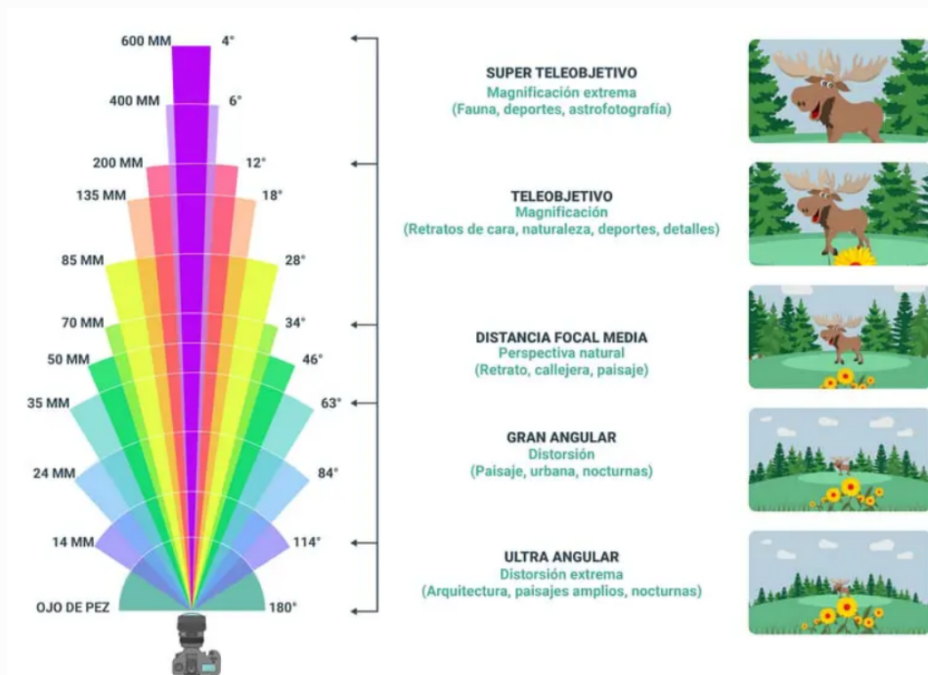 600 MM 4°
400 MM 6°
200 MM 12°
135 MM 18°
85 MM 28°
70 MM 34°
50 MM 46°
35 MM 63°
24 MM 84°
14 MM 114°
OJO DE PEZ 180°
SUPER TELEOBJETIVO
Magnificación extrema
(Fauna, deportes, astrofotografía)
TELEOBJETIVO
Magnificación
(Retratos de cara, naturaleza, deportes, detalles)
DISTANCIA FOCAL MEDIA
Perspectiva natural
(Retrato, callejera, paisaje)
GRAN ANGULAR
Distorsión
(Paisaje, urbana, nocturnas)
ULTRA ANGULAR
Distorsión extrema
(Arquitectura, paisajes amplios, nocturnas)